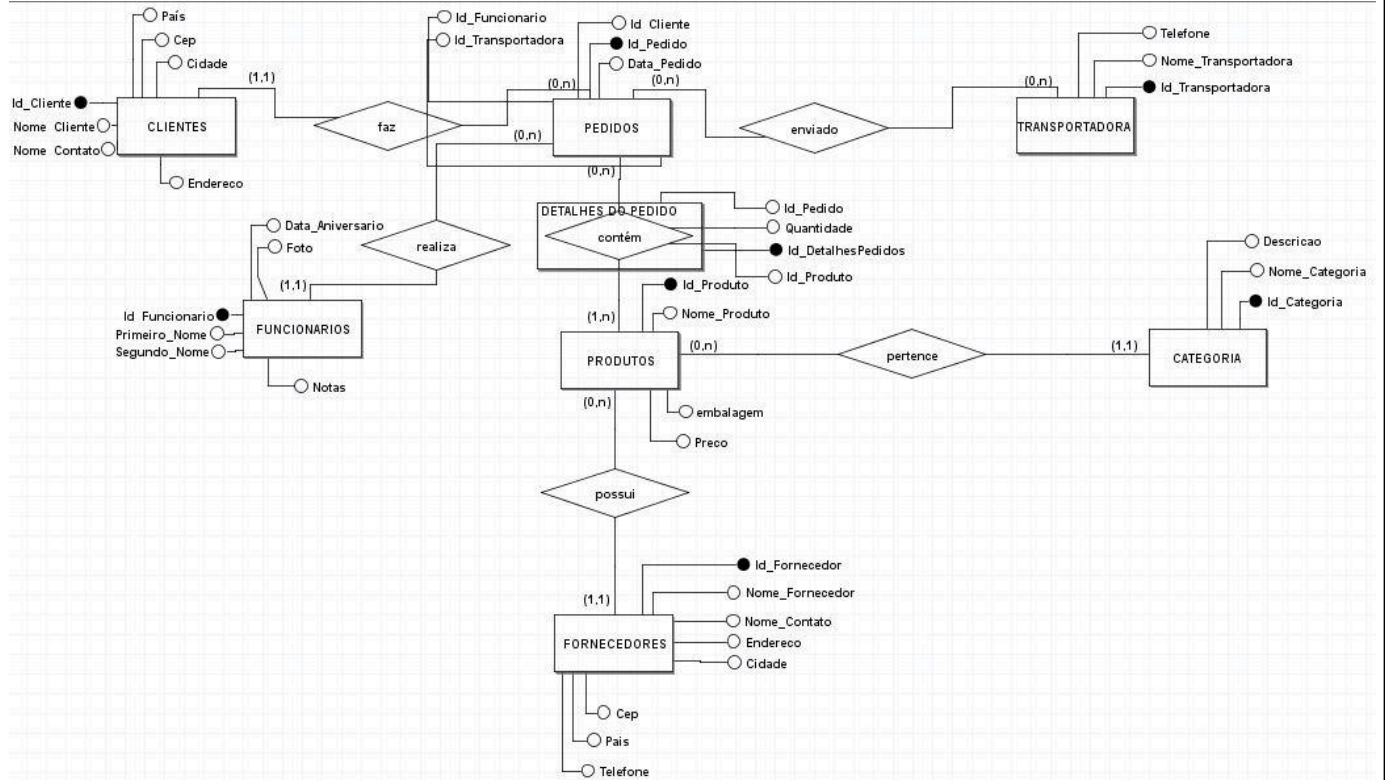 País
Cep
Cidade
(1,1)
Id_Cliente
Nome Cliente
Nome Contato
CLIENTES
Endereco
faz
Id_Funcionario
Id_Transportadora
Id Cliente
Id_Pedido
Data_Pedido
(0,n)
(0,n)
(0,n)
PEDIDOS
(0,n)
enviado
(0,n)
Telefone
Nome_Transportadora
Id_Transportadora
TRANSPORTADORA
DETALHES DO PEDIDO
contém
Id_Pedido
Quantidade
Id_DetalhesPedidos
Id_Produto
Data_Aniversario
Foto
realiza
(1,1)
Id Funcionario
Primeiro_Nome
Segundo_Nome
FUNCIONARIOS
Notas
Id_Produto
Nome_Produto
(1,n)
PRODUTOS
(0,n)
pertence
(1,1)
Descricao
Nome_Categoria
Id_Categoria
CATEGORIA
(0,n)
embalagem
Preco
possui
(1,1)
Id_Fornecedor
Nome_Fornecedor
Nome_Contato
Endereco
Cidade
FORNECEDORES
Cep
Pais
Telefone